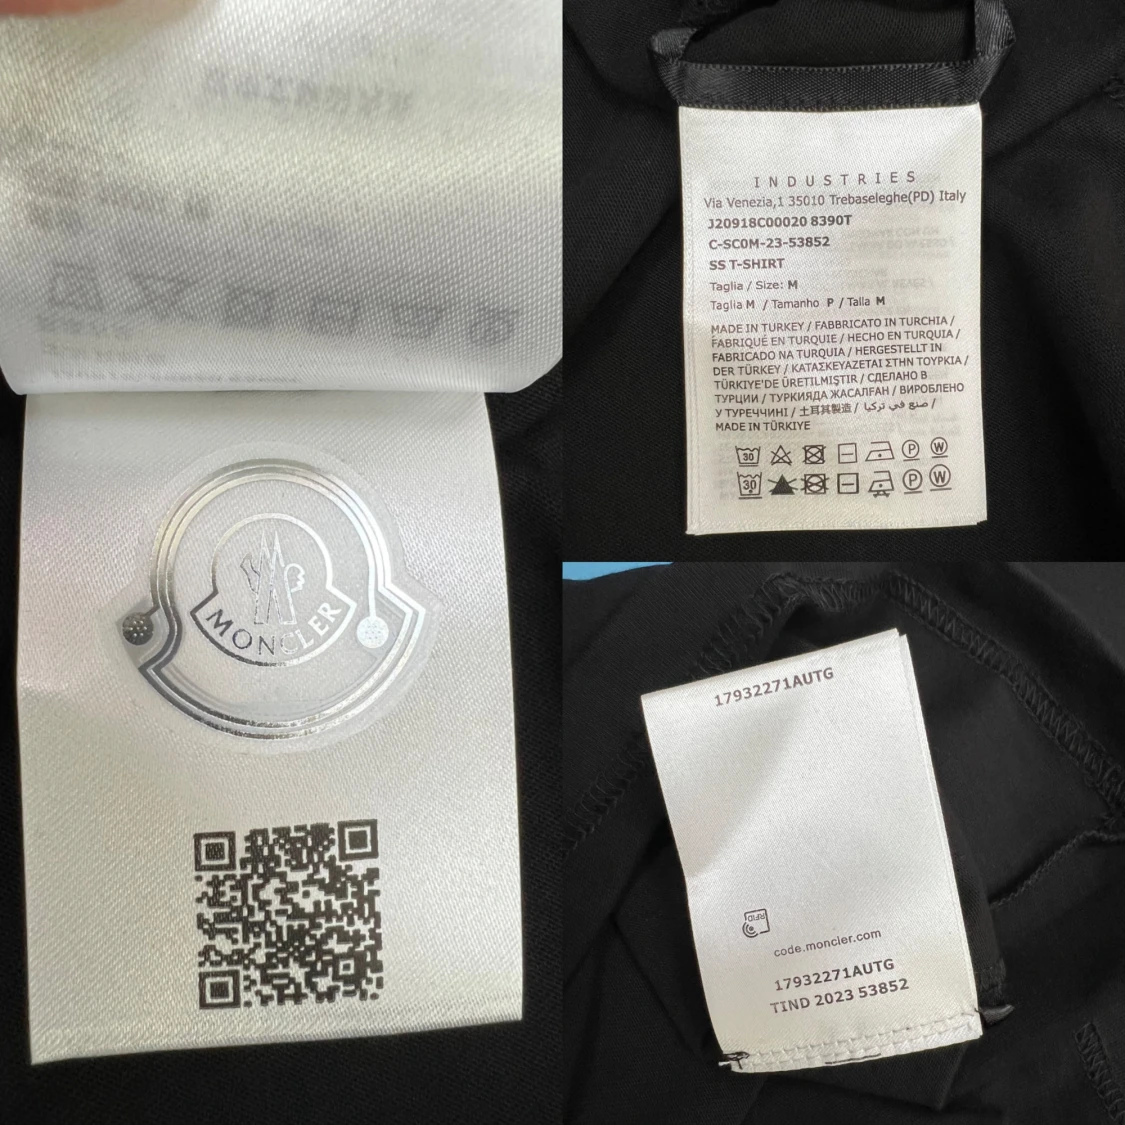 MONCLER
INDUSTRIES
Via Venezia,1 35010 Trebaseleghe(PD) Italy
J20918C00020 8390T
C-SC0M-23-53852
SS T-SHIRT
Taglia / Size: M
Taglia M / Tamanho P / Talla M
MADE IN TURKEY / FABBRICATO IN TURCHIA /
FABRIQUÉ EN TURQUIE / HECHO EN TURQUIA /
FABRICADO NA TURQUIA / HERGESTELLT IN
DER TÜRKEY / ΚΑΤΑΣΚΕΥΑΖΕΤΑΙ ΣΤΗΝ ΤΟΥΡΚΙΑ /
TÜRKIYE'DE ÜRETILMIŞTIR / СДЕЛАНО В
ТУРЦИИ / ТУРКИЯДА ЖАСАЛҒАН / ВИРОБЛЕНО
У ТУРЕЧЧИНІ / 土耳其製造 / صنع في تركيا /
MADE IN TÜRKIYE
30 P W
30 P W
17932271AUTG
RFID
code.moncler.com
17932271AUTG
TIND 2023 53852